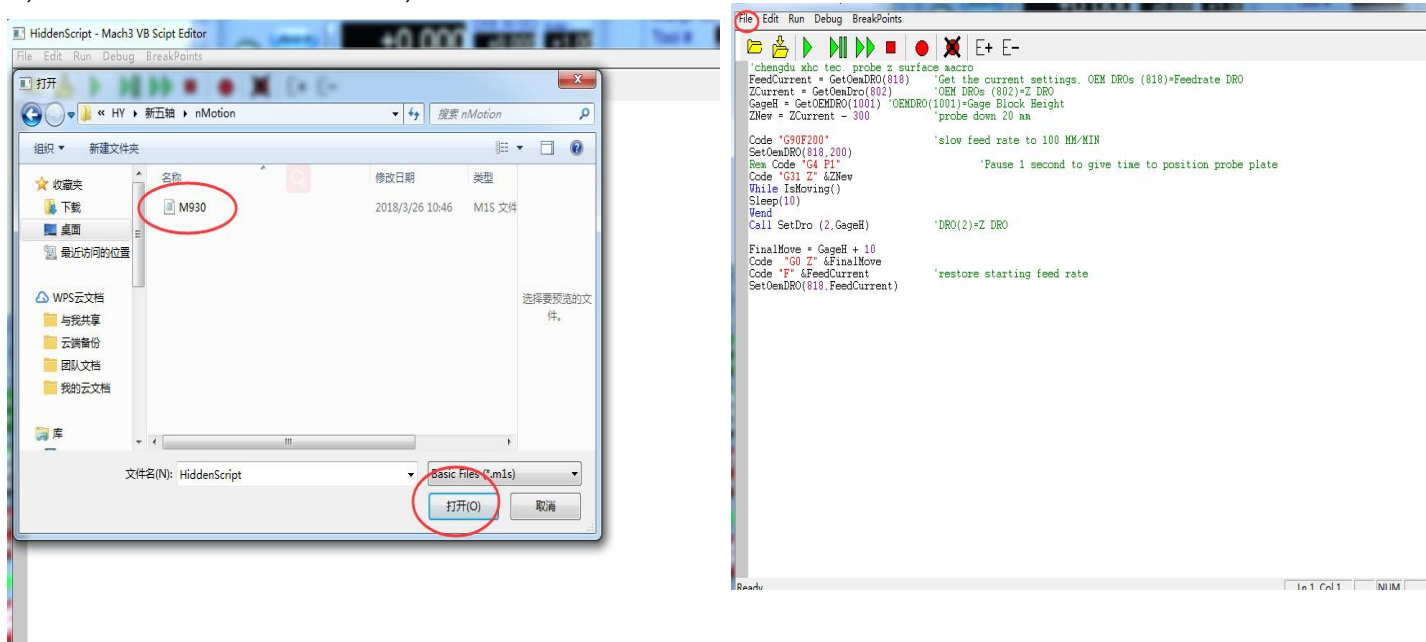 HiddenScript - Mach3 VB Scipt Editor
File Edit Run Debug BreakPoints
打开
« HY ▸ 新五轴 ▸ nMotion
搜索 nMotion
组织 新建文件夹
收藏夹
下载
桌面
最近访问的位置
WPS云文档
与我共享
云端备份
团队文档
我的云文档
库
名称 修改日期 类型
M930 2018/3/26 10:46 M1S 文件
选择要预览的文
件。
文件名(N): HiddenScript
Basic Files (*.m1s)
打开(O) 取消
File Edit Run Debug BreakPoints
E+ E-
'chengdu xhc tec. probe z surface macro
FeedCurrent = GetOemDRO(818) 'Get the current settings, OEM DROs (818)=Feedrate DRO
ZCurrent = GetOemDro(802) 'OEM DROs (802)=Z DRO
GageH = GetOEMDRO(1001) 'OEMDRO(1001)=Gage Block Height
ZNew = ZCurrent - 300 'probe down 20 mm
Code "G90F200" 'slow feed rate to 100 MM/MIN
SetOemDRO(818,200)
Rem Code "G4 P1" 'Pause 1 second to give time to position probe plate
Code "G31 Z" &ZNew
While IsMoving()
Sleep(10)
Wend
Call SetDro (2,GageH) 'DRO(2)=Z DRO
FinalMove = GageH + 10
Code "G0 Z" &FinalMove
Code "F" &FeedCurrent 'restore starting feed rate
SetOemDRO(818,FeedCurrent)
Ready
Ln 1, Col 1 NUM